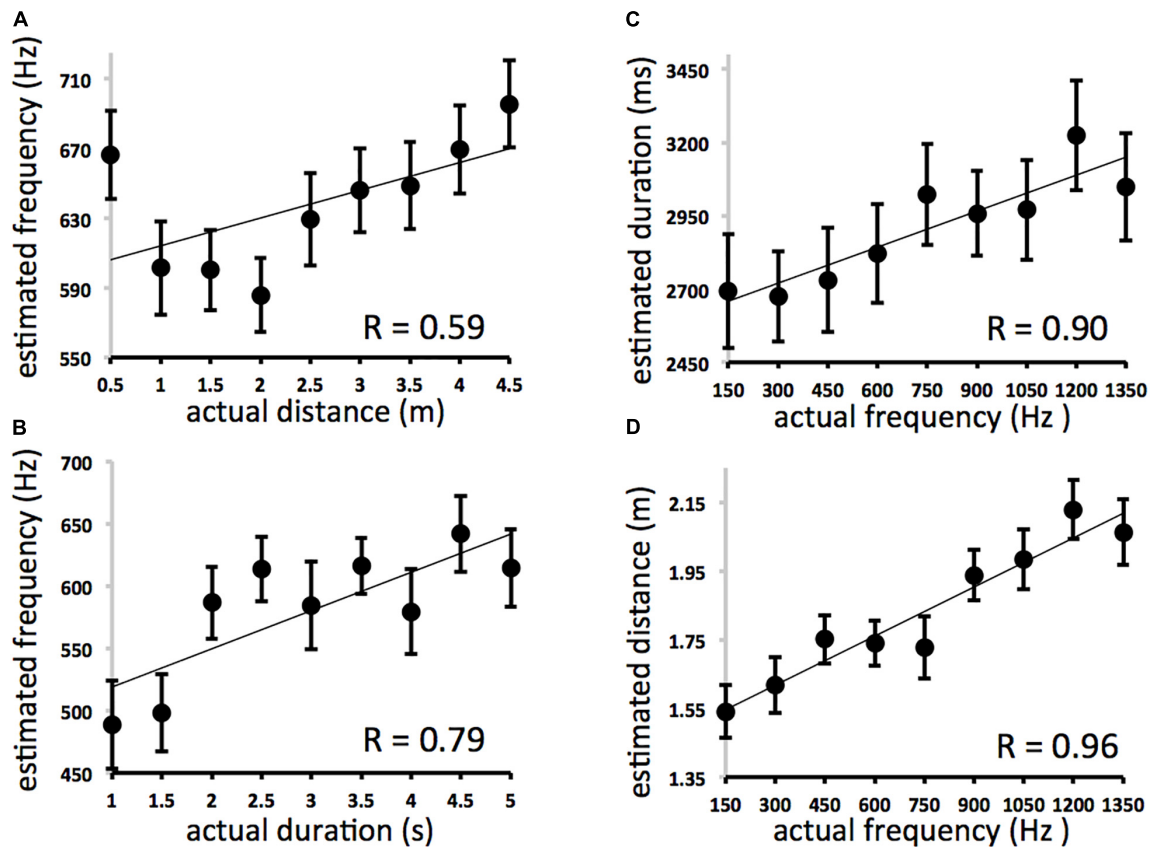 A
estimated frequency (Hz)
710
670
630
590
550
R = 0.59
0.5 1 1.5 2 2.5 3 3.5 4 4.5
actual distance (m)
B
estimated frequency (Hz)
700
650
600
550
500
450
R = 0.79
1 1.5 2 2.5 3 3.5 4 4.5 5
actual duration (s)
C
estimated duration (ms)
3450
3200
2950
2700
2450
R = 0.90
150 300 450 600 750 900 1050 1200 1350
actual frequency (Hz )
D
estimated distance (m)
2.15
1.95
1.75
1.55
1.35
R = 0.96
150 300 450 600 750 900 1050 1200 1350
actual frequency (Hz )